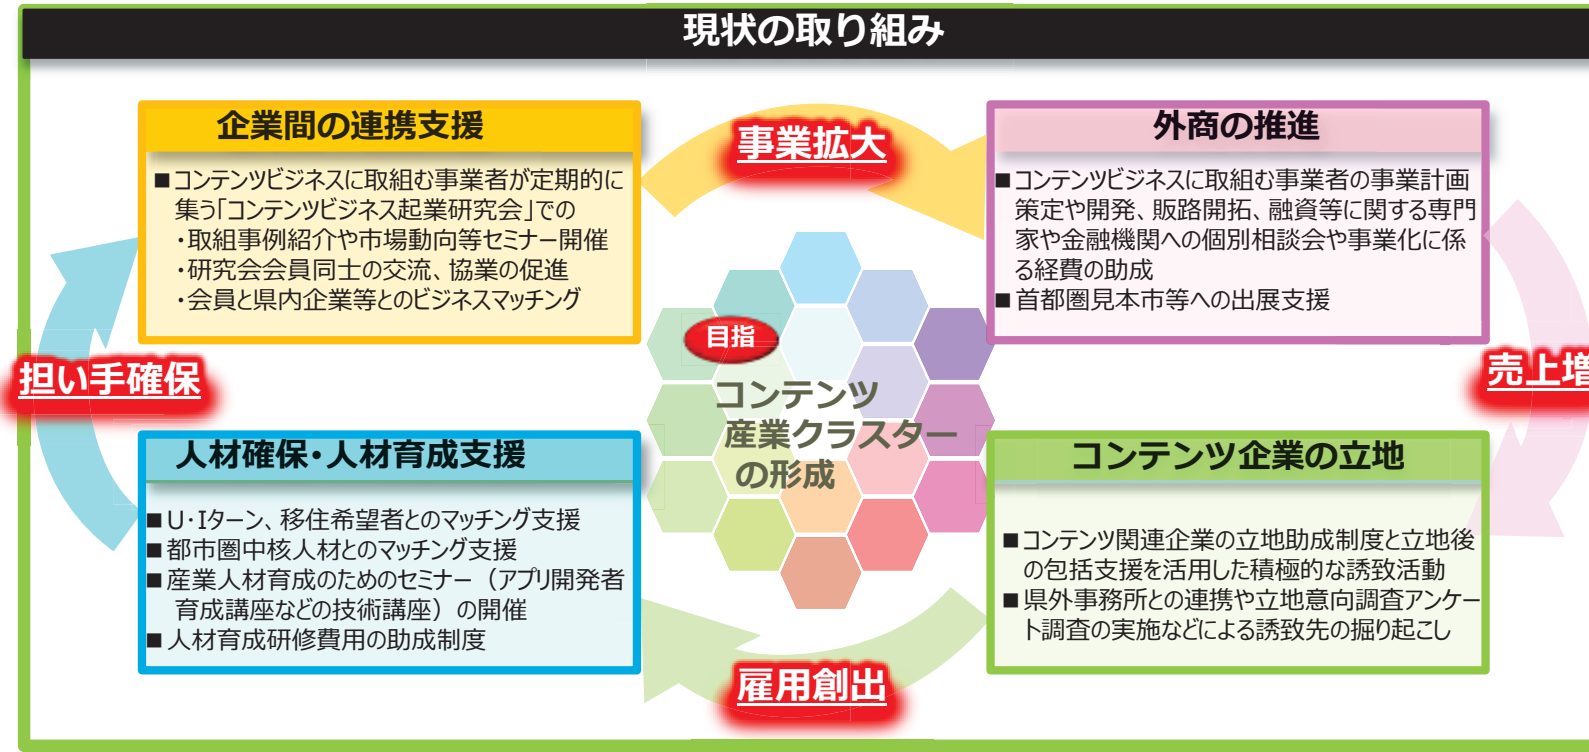 現状の取り組み
企業間の連携支援
■コンテンツビジネスに取組む事業者が定期的に
集う「コンテンツビジネス起業研究会」での
・取組事例紹介や市場動向等セミナー開催
・研究会会員同士の交流、協業の促進
・会員と県内企業等とのビジネスマッチング
事業拡大
外商の推進
■コンテンツビジネスに取組む事業者の事業計画
策定や開発、販路開拓、融資等に関する専門
家や金融機関への個別相談会や事業化に係
る経費の助成
■首都圏見本市等への出展支援
担い手確保
目指
コンテンツ
産業クラスター
の形成
売上増
人材確保・人材育成支援
■U・Iターン、移住希望者とのマッチング支援
■都市圏中核人材とのマッチング支援
■産業人材育成のためのセミナー（アプリ開発者
育成講座などの技術講座）の開催
■人材育成研修費用の助成制度
コンテンツ企業の立地
■コンテンツ関連企業の立地助成制度と立地後
の包括支援を活用した積極的な誘致活動
■県外事務所との連携や立地意向調査アンケー
ト調査の実施などによる誘致先の掘り起こし
雇用創出